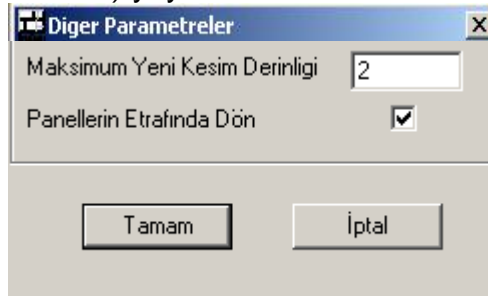 Diger Parametreler
Maksimum Yeni Kesim Derinligi 2
Panellerin Etrafında Dön
Tamam İptal